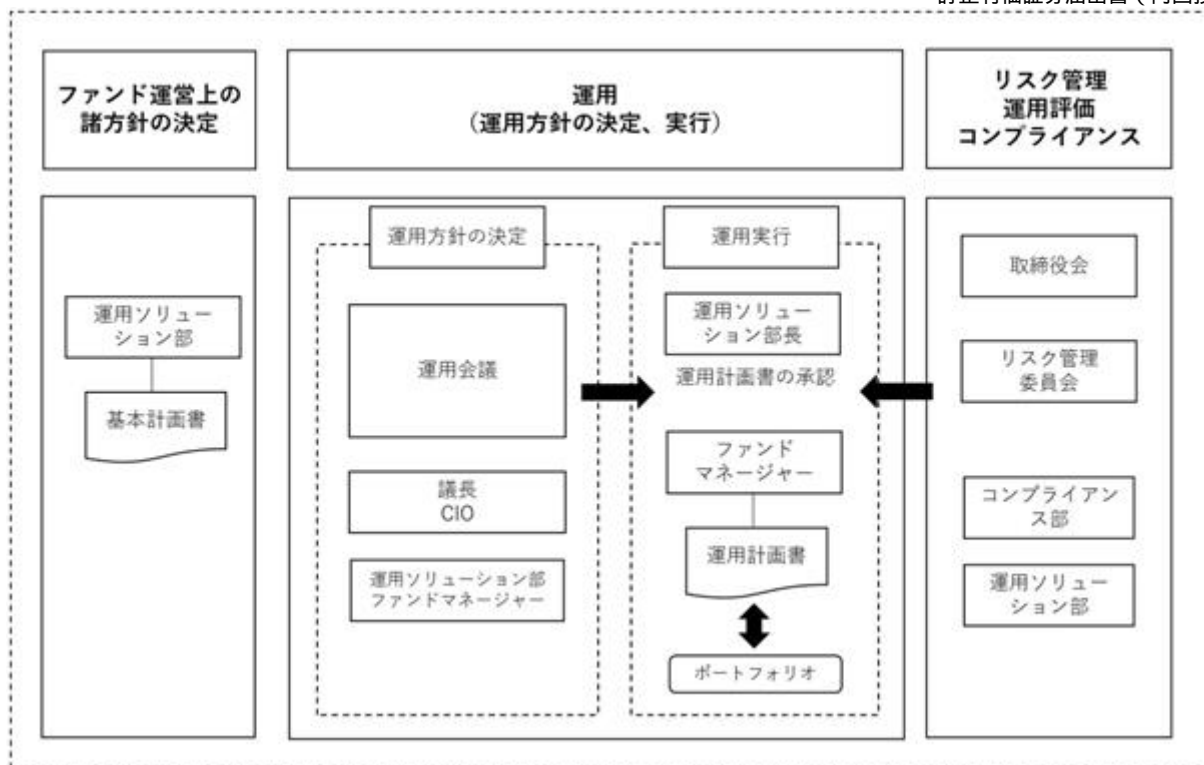 ファンド運営上の
諸方針の決定
運用
（運用方針の決定、実行）
リスク管理
運用評価
コンプライアンス
運用ソリュー
ション部
基本計画書
運用方針の決定
運用会議
議長
CIO
運用ソリューション部
ファンドマネージャー
運用実行
運用ソリュー
ション部長
運用計画書の承認
ファンド
マネージャー
運用計画書
ポートフォリオ
取締役会
リスク管理
委員会
コンプライアン
ス部
運用ソリュー
ション部